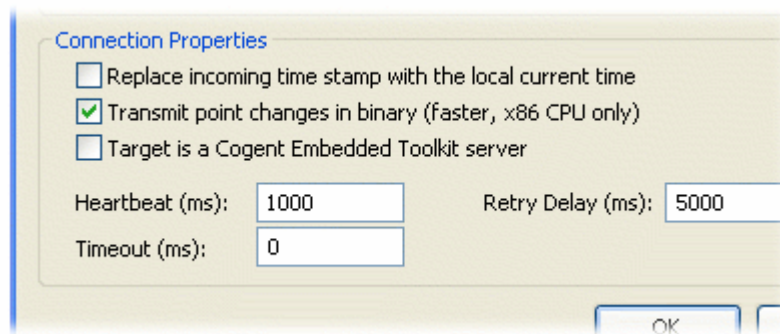 Connection Properties
Replace incoming time stamp with the local current time
Transmit point changes in binary (faster, x86 CPU only)
Target is a Cogent Embedded Toolkit server
Heartbeat (ms): 1000 Retry Delay (ms): 5000
Timeout (ms): 0
OK